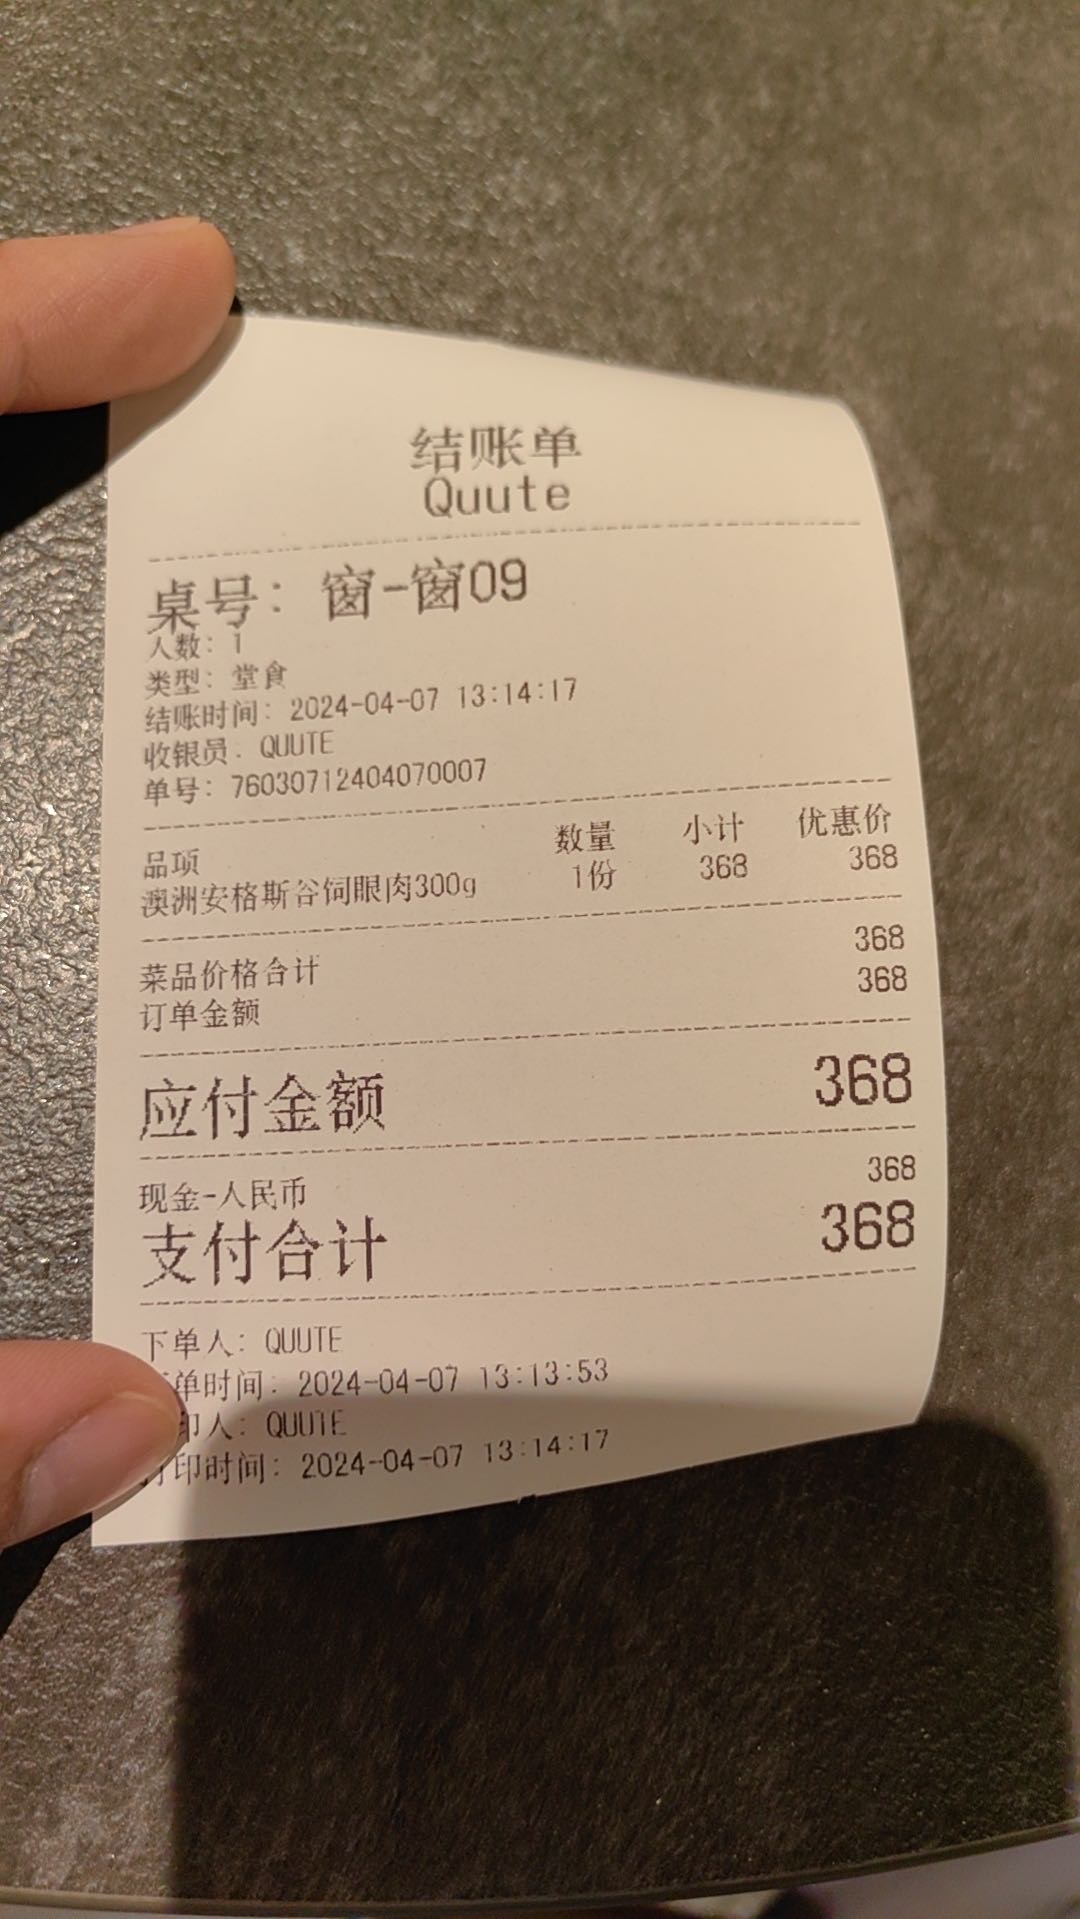 结账单
Quute
桌号: 窗-窗09
人数: 1
类型: 堂食
结账时间: 2024-04-07 13:14:17
收银员: QUUTE
单号: 76030712404070007
品项 数量 小计 优惠价
澳洲安格斯谷饲眼肉300g 1份 368 368
菜品价格合计 368
订单金额 368
应付金额 368
现金-人民币 368
支付合计 368
下单人: QUUTE
单时间: 2024-04-07 13:13:53
印人: QUUTE
打印时间: 2024-04-07 13:14:17